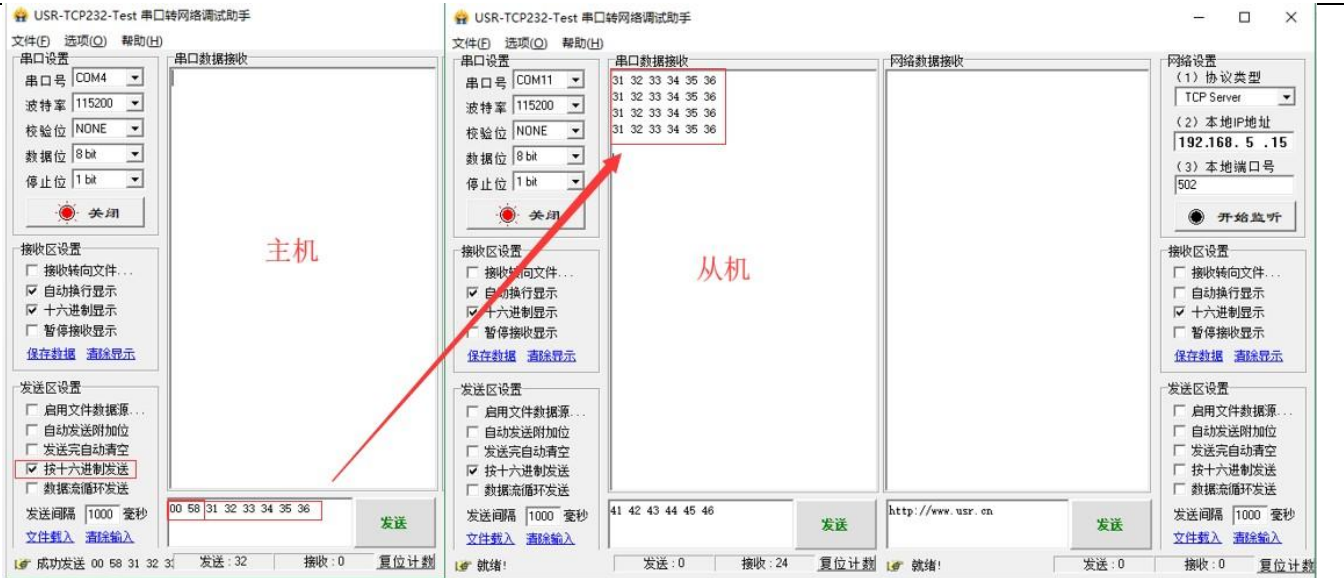 USR-TCP232-Test 串口转网络调试助手
文件(F) 选项(O) 帮助(H)
串口设置
串口号 COM4
波特率 115200
校验位 NONE
数据位 8 bit
停止位 1 bit
关闭
接收区设置
接收转向文件...
自动换行显示
十六进制显示
暂停接收显示
保存数据 清除显示
发送区设置
启用文件数据源...
自动发送附加位
发送完自动清空
按十六进制发送
数据流循环发送
发送间隔 1000 毫秒
文件载入 清除输入
串口数据接收
主机
00 58 31 32 33 34 35 36
发送
成功发送 00 58 31 32 3
发送:32
接收:0
复位计数
USR-TCP232-Test 串口转网络调试助手
文件(F) 选项(O) 帮助(H)
串口设置
串口号 COM11
波特率 115200
校验位 NONE
数据位 8 bit
停止位 1 bit
关闭
接收区设置
接收转向文件...
自动换行显示
十六进制显示
暂停接收显示
保存数据 清除显示
发送区设置
启用文件数据源...
自动发送附加位
发送完自动清空
按十六进制发送
数据流循环发送
发送间隔 1000 毫秒
文件载入 清除输入
串口数据接收
31 32 33 34 35 36
31 32 33 34 35 36
31 32 33 34 35 36
31 32 33 34 35 36
从机
41 42 43 44 45 46
发送
就绪!
发送:0
接收:24
复位计数
网络数据接收
http://www.usr.cn
发送
就绪!
发送:0
接收:0
复位计数
网络设置
(1) 协议类型
TCP Server
(2) 本地IP地址
192.168. 5 .15
(3) 本地端口号
502
开始监听
接收区设置
接收转向文件...
自动换行显示
十六进制显示
暂停接收显示
保存数据 清除显示
发送区设置
启用文件数据源...
自动发送附加位
发送完自动清空
按十六进制发送
数据流循环发送
发送间隔 1000 毫秒
文件载入 清除输入